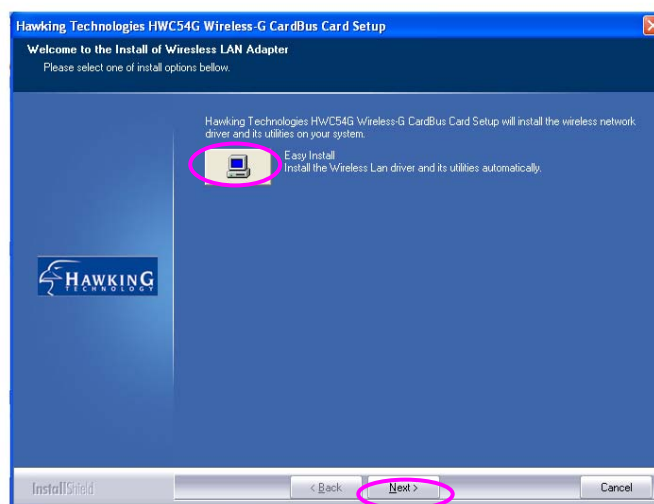 Hawking Technologies HWC54G Wireless-G CardBus Card Setup
Welcome to the Install of Wiresless LAN Adapter
Please select one of install options bellow.
Hawking Technologies HWC54G Wireless-G CardBus Card Setup will install the wireless network
driver and its utilities on your system.
Easy Install
Install the Wireless Lan driver and its utilities automatically.
HAWKING
TECHNOLOGY
InstallShield
< Back
Next >
Cancel